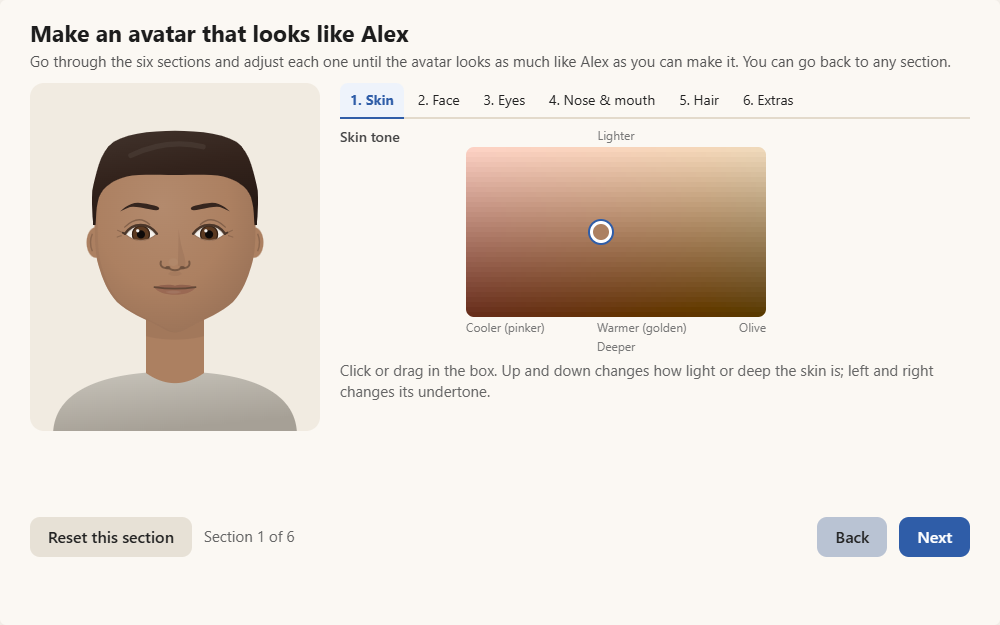 Make an avatar that looks like Alex
Go through the six sections and adjust each one until the avatar looks as much like Alex as you can make it. You can go back to any section.
1. Skin
2. Face
3. Eyes
4. Nose & mouth
5. Hair
6. Extras
Skin tone
Lighter
Cooler (pinker)
Warmer (golden)
Olive
Deeper
Click or drag in the box. Up and down changes how light or deep the skin is; left and right
changes its undertone.
Reset this section
Section 1 of 6
Back
Next